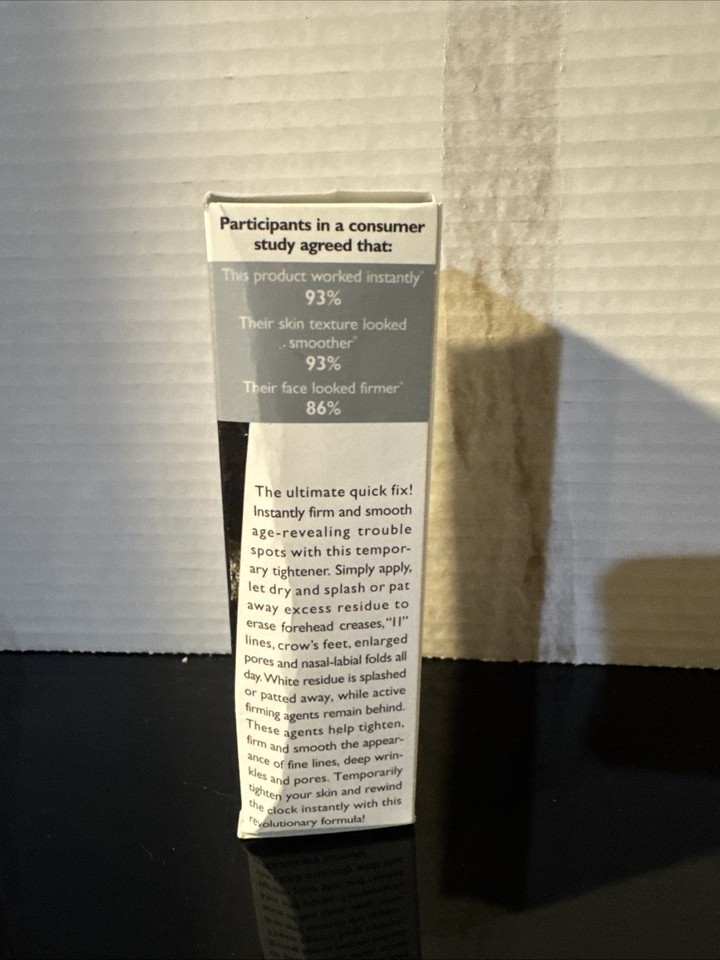 Participants in a consumer
study agreed that:
This product worked instantly*
93%
Their skin texture looked
smoother*
93%
Their face looked firmer*
86%
The ultimate quick fix!
Instantly firm and smooth
age-revealing trouble
spots with this tempor-
ary tightener. Simply apply,
let dry and splash or pat
away excess residue to
erase forehead creases, "11"
lines, crow's feet, enlarged
pores and nasal-labial folds all
day. White residue is splashed
or patted away, while active
firming agents remain behind.
These agents help tighten,
firm and smooth the appear-
ance of fine lines, deep wrin-
kles and pores. Temporarily
tighten your skin and rewind
the clock instantly with this
revolutionary formula!